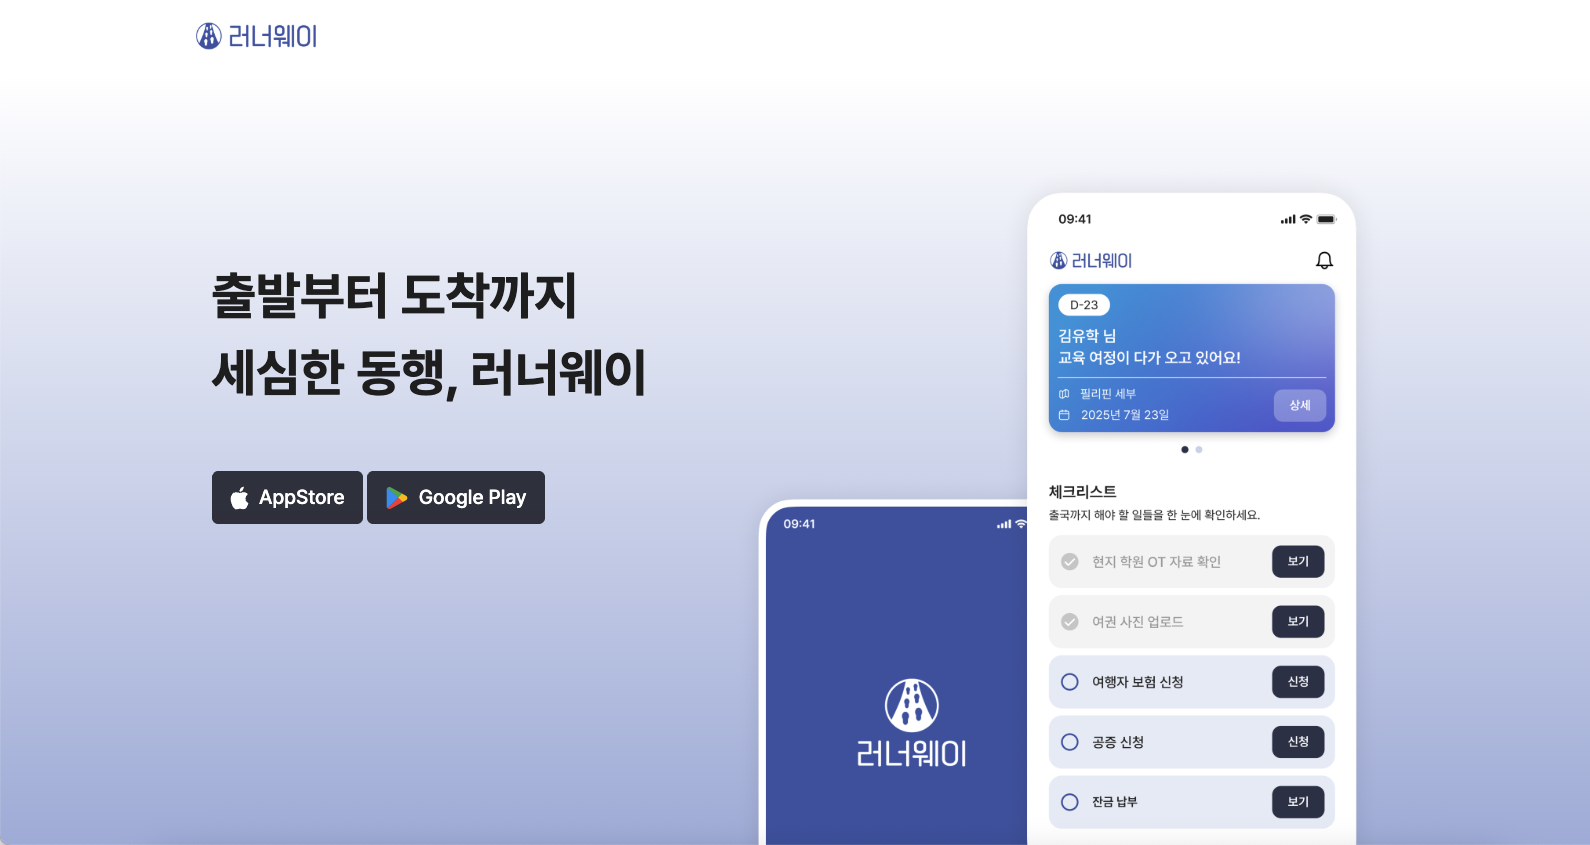 러너웨이
출발부터 도착까지
세심한 동행, 러너웨이
AppStore
Google Play
09:41
러너웨이
09:41
러너웨이
D-23
김유학 님
교육 여정이 다가 오고 있어요!
필리핀 세부
2025년 7월 23일
상세
체크리스트
출국까지 해야 할 일들을 한 눈에 확인하세요.
현지 학원 OT 자료 확인
보기
여권 사진 업로드
보기
여행자 보험 신청
신청
공증 신청
신청
잔금 납부
보기